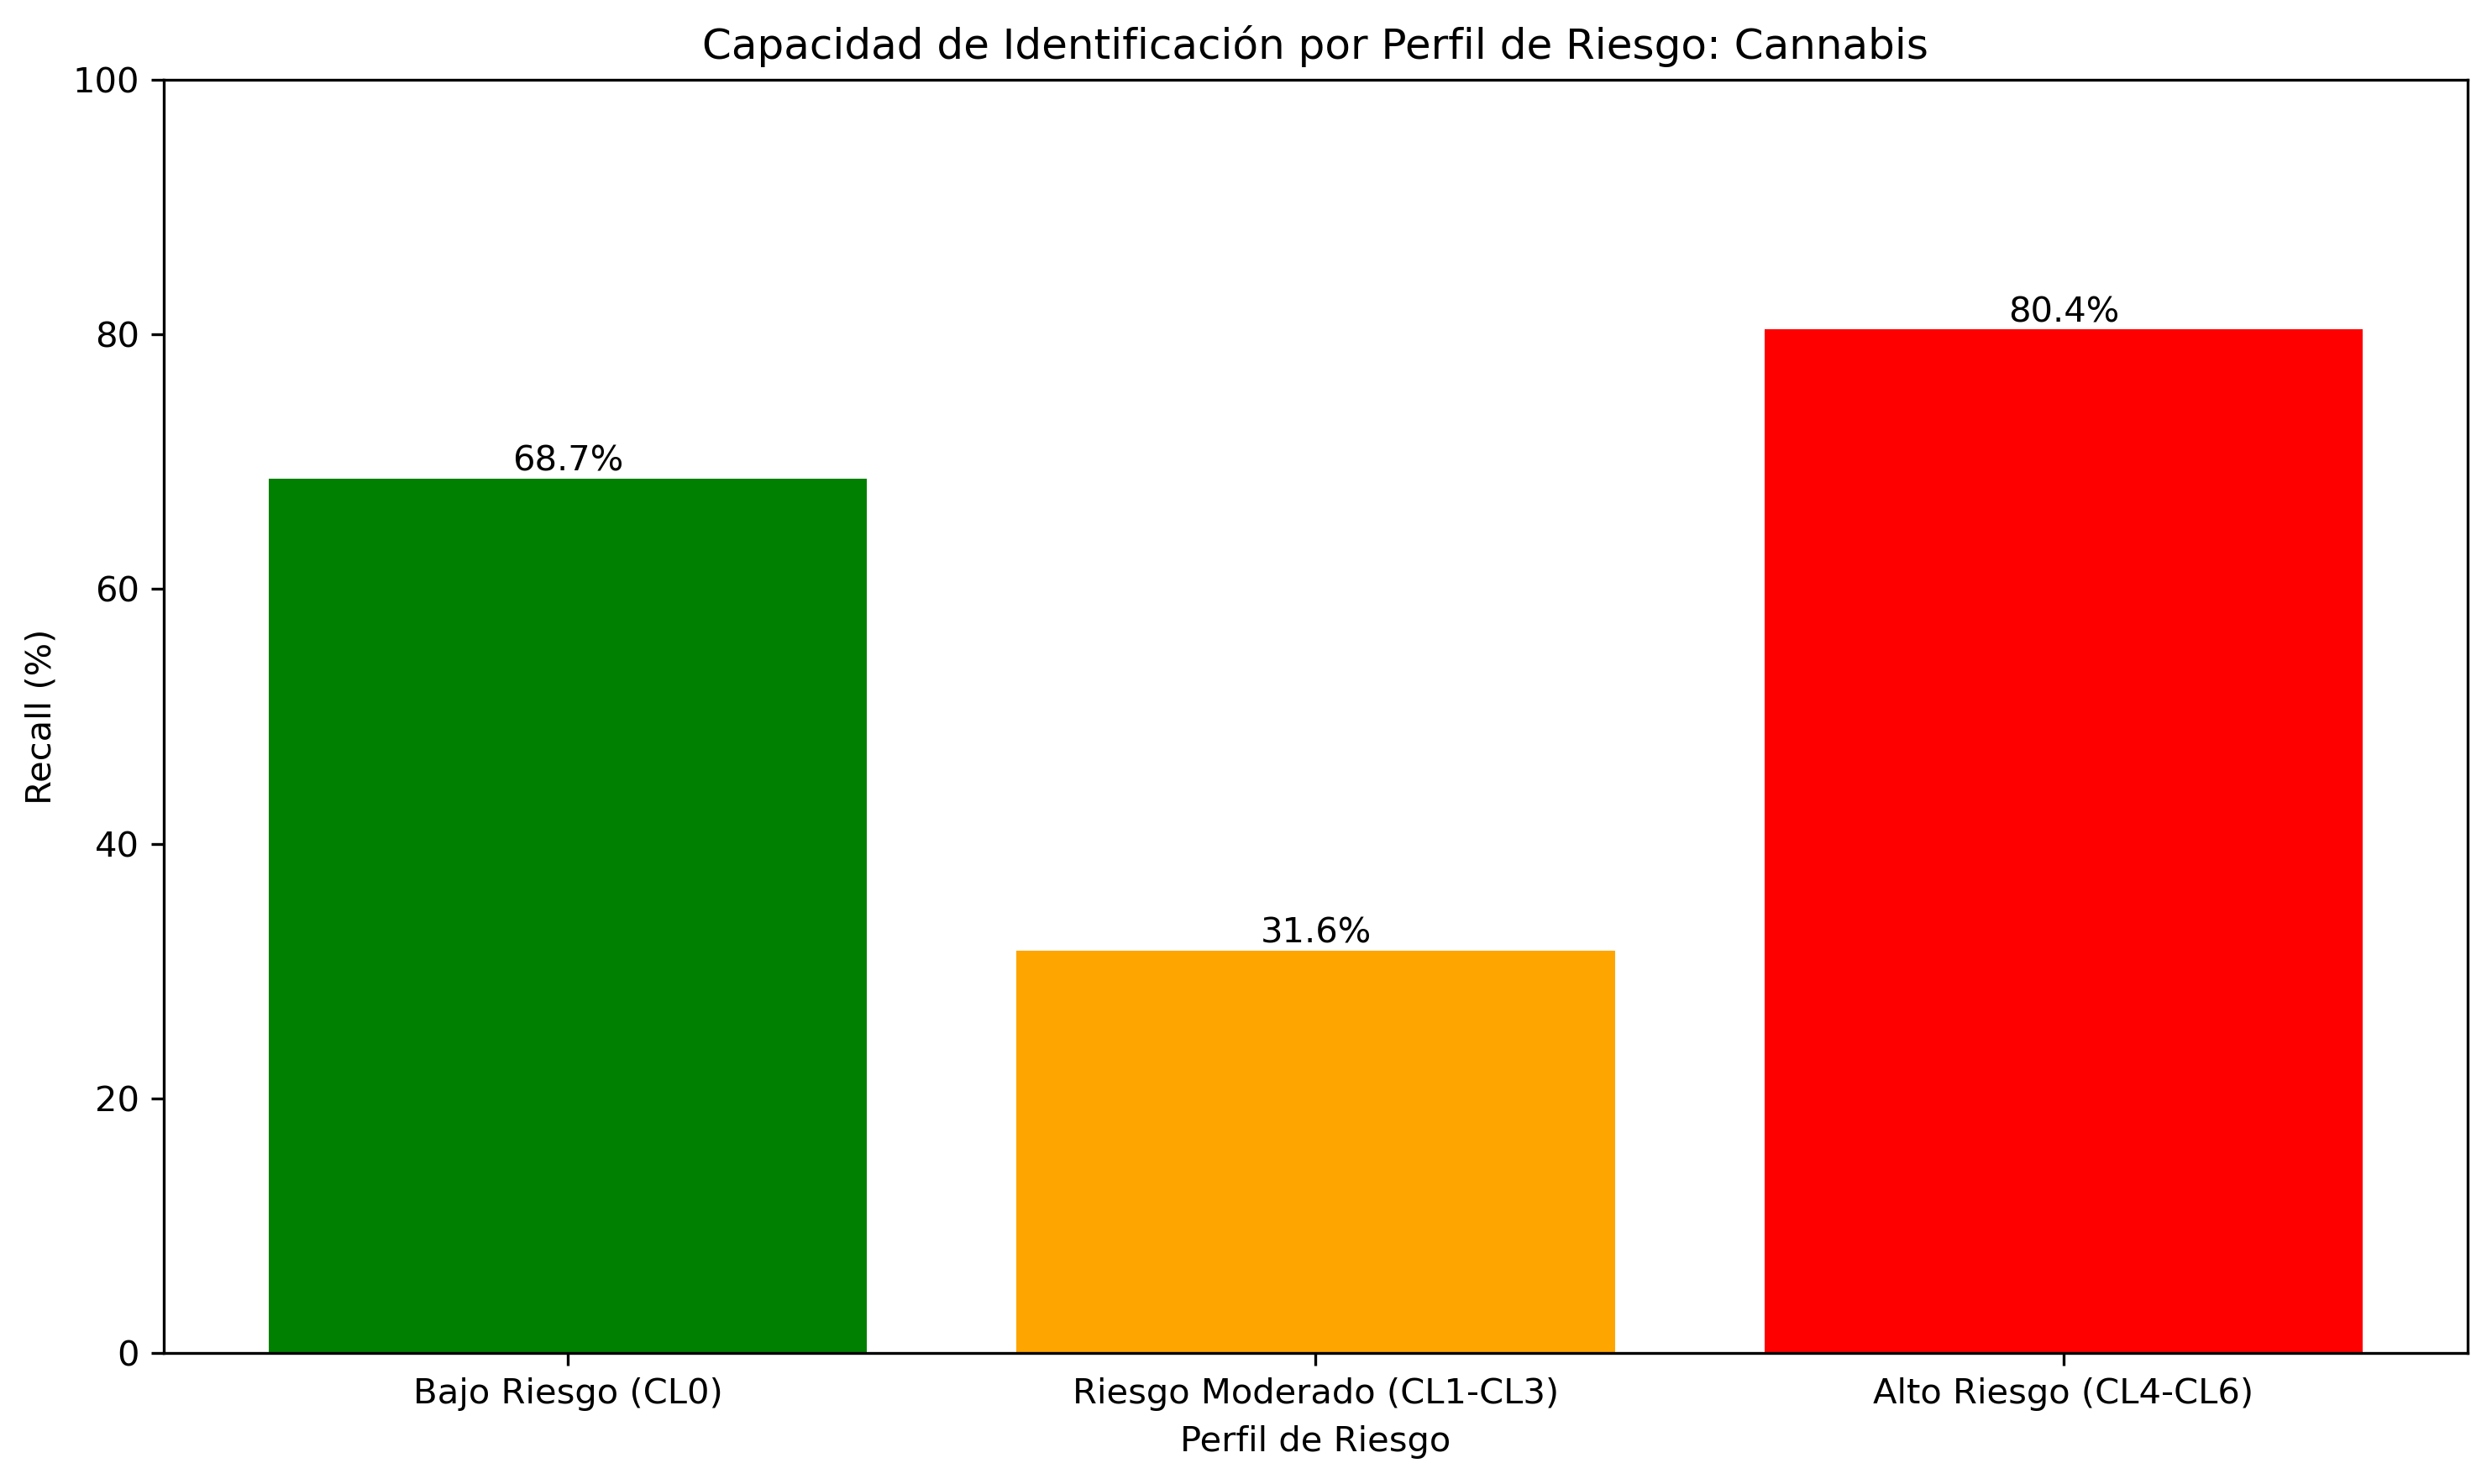 Capacidad de Identificación por Perfil de Riesgo: Cannabis
100
80
60
40
20
0
Recall (%)
68.7%
31.6%
80.4%
Bajo Riesgo (CL0)
Riesgo Moderado (CL1-CL3)
Alto Riesgo (CL4-CL6)
Perfil de Riesgo